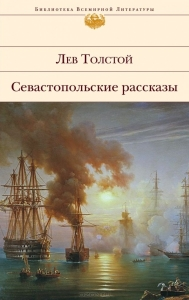 Библиотека Всемирной Литературы
Лев Толстой
Севастопольские рассказы